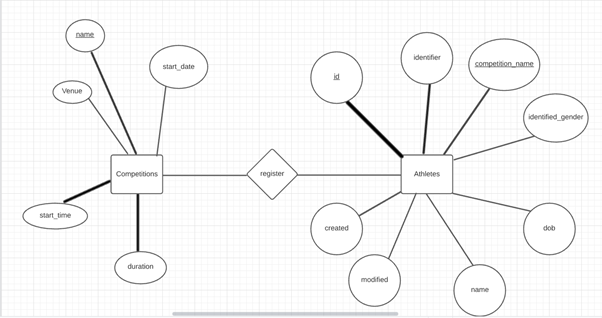 name
start_date
Venue
Competitions
start_time
duration
register
id
identifier
competition_name
identified_gender
Athletes
created
modified
name
dob